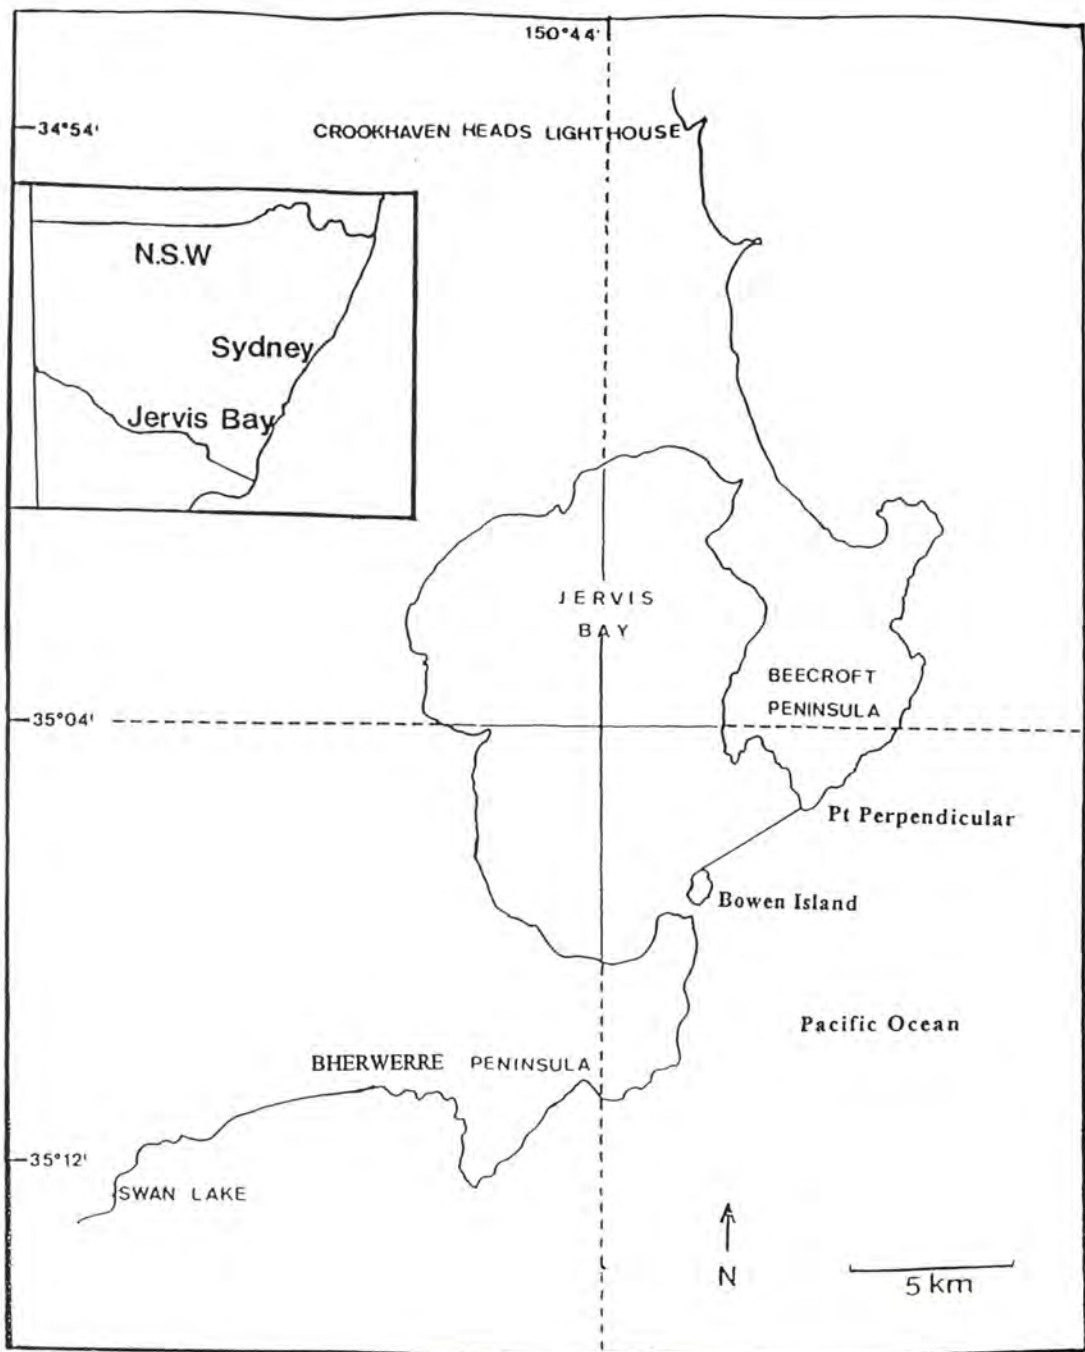 150°44'
34°54'
CROOKHAVEN HEADS LIGHTHOUSE
N.S.W
Sydney
Jervis Bay
JERVIS
BAY
BEECROFT
PENINSULA
35°04'
Pt Perpendicular
Bowen Island
Pacific Ocean
BHERWERRE PENINSULA
35°12'
SWAN LAKE
N
5 km